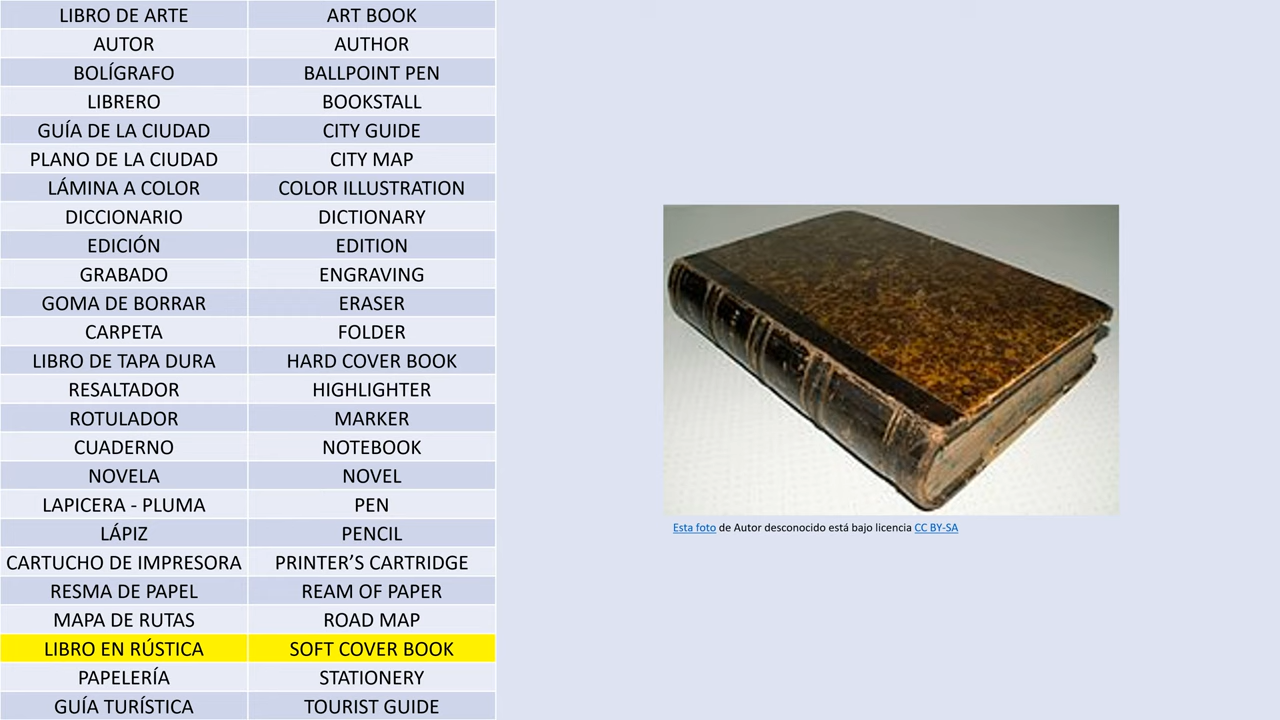 LIBRO DE ARTE ART BOOK
AUTOR AUTHOR
BOLÍGRAFO BALLPOINT PEN
LIBRERO BOOKSTALL
GUÍA DE LA CIUDAD CITY GUIDE
PLANO DE LA CIUDAD CITY MAP
LÁMINA A COLOR COLOR ILLUSTRATION
DICCIONARIO DICTIONARY
EDICIÓN EDITION
GRABADO ENGRAVING
GOMA DE BORRAR ERASER
CARPETA FOLDER
LIBRO DE TAPA DURA HARD COVER BOOK
RESALTADOR HIGHLIGHTER
ROTULADOR MARKER
CUADERNO NOTEBOOK
NOVELA NOVEL
LAPICERA - PLUMA PEN
LÁPIZ PENCIL
CARTUCHO DE IMPRESORA PRINTER’S CARTRIDGE
RESMA DE PAPEL REAM OF PAPER
MAPA DE RUTAS ROAD MAP
LIBRO EN RÚSTICA SOFT COVER BOOK
PAPELERÍA STATIONERY
GUÍA TURÍSTICA TOURIST GUIDE
Esta foto de Autor desconocido está bajo licencia CC BY-SA